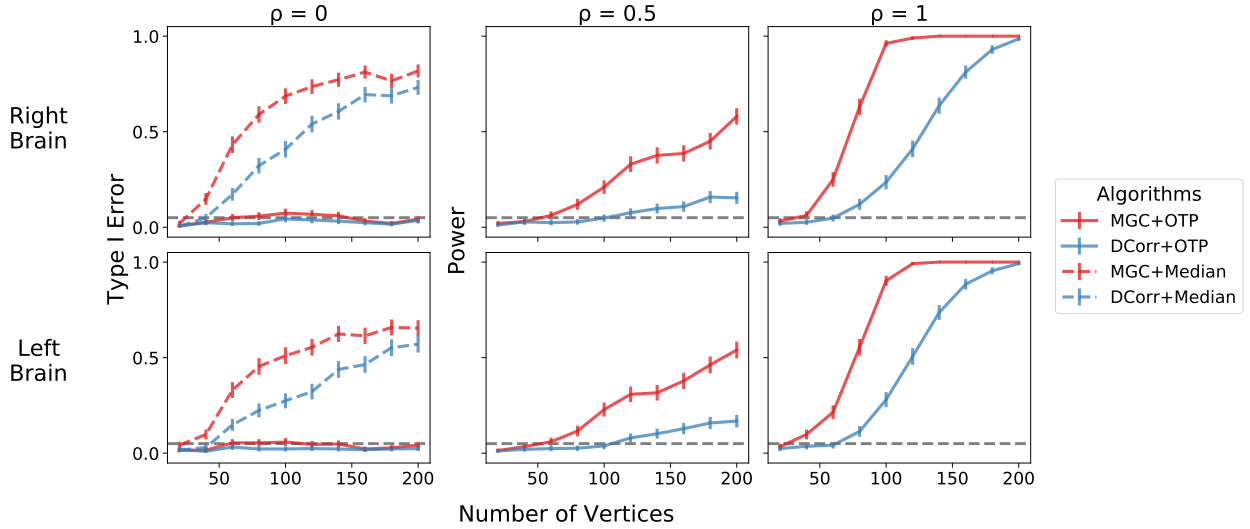 ρ = 0
ρ = 0.5
ρ = 1
Right
Brain
1.0
0.5
0.0
Left
Brain
1.0
0.5
0.0
Type I Error
Power
50
100
150
200
50
100
150
200
50
100
150
200
Number of Vertices
Algorithms
MGC+OTP
DCorr+OTP
MGC+Median
DCorr+Median